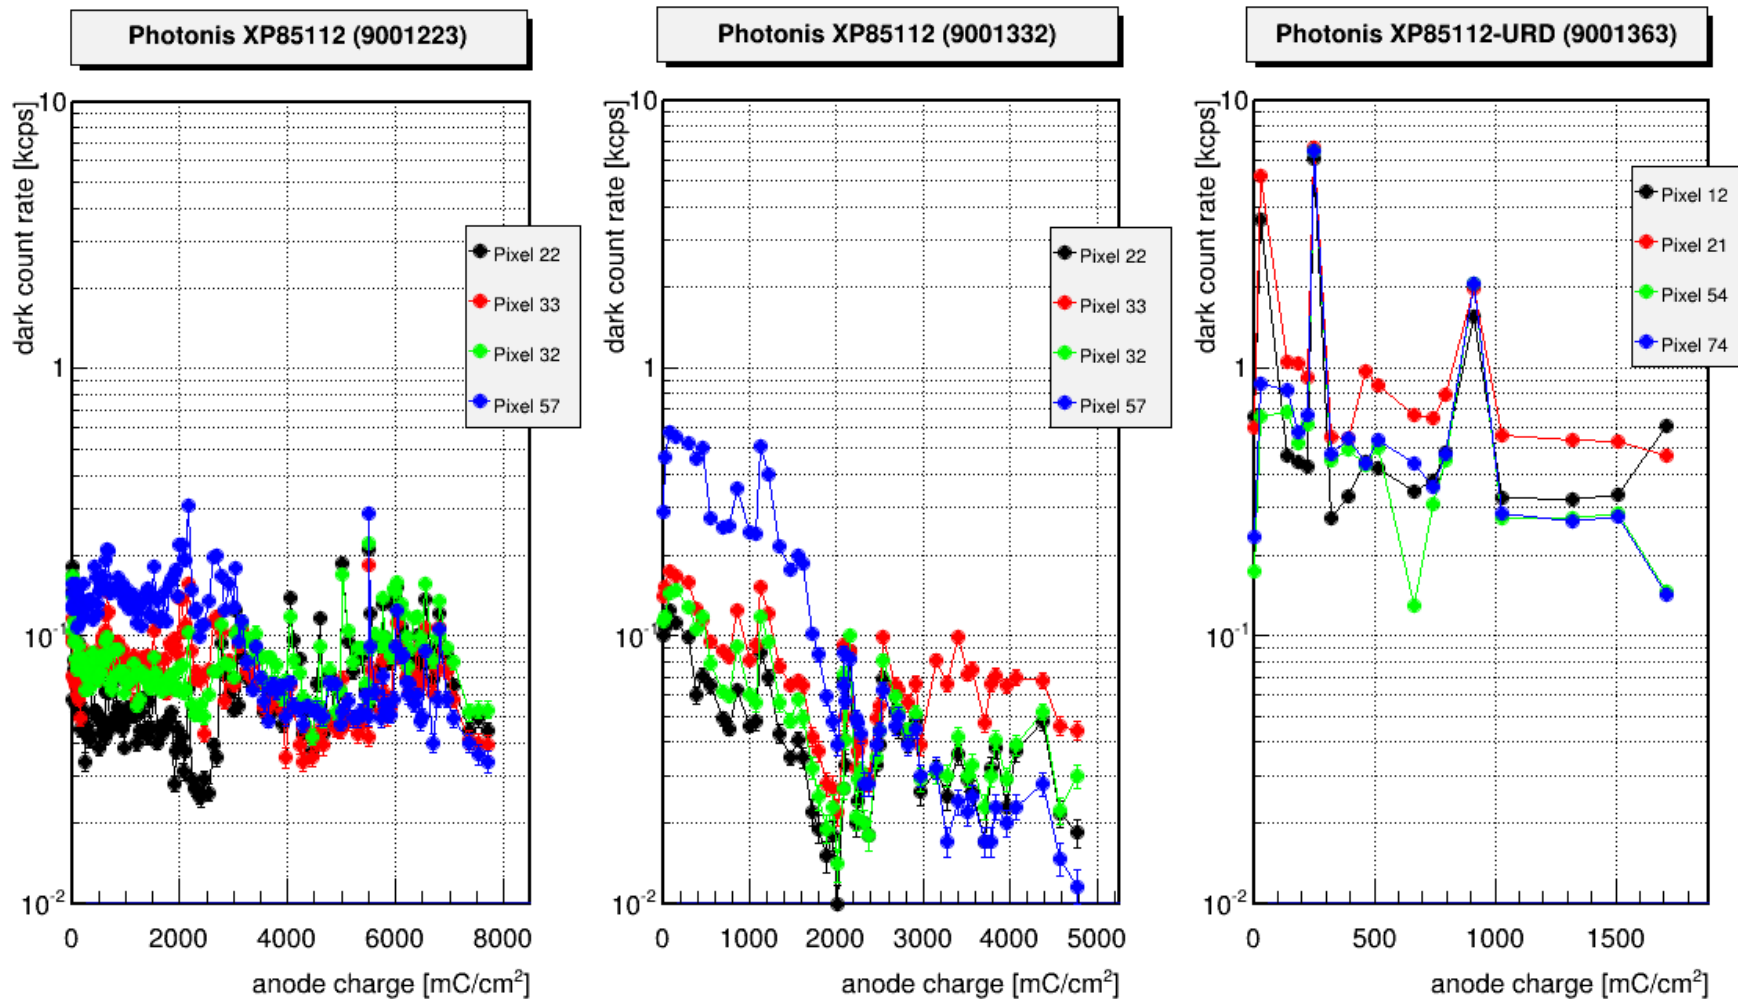 Photonis XP85112 (9001223)
dark count rate [kcps]
10
1
10-1
10-2
0 2000 4000 6000 8000
anode charge [mC/cm2]
Pixel 22
Pixel 33
Pixel 32
Pixel 57
Photonis XP85112 (9001332)
dark count rate [kcps]
10
1
10-1
10-2
0 1000 2000 3000 4000 5000
anode charge [mC/cm2]
Pixel 22
Pixel 33
Pixel 32
Pixel 57
Photonis XP85112-URD (9001363)
dark count rate [kcps]
10
1
10-1
10-2
0 500 1000 1500
anode charge [mC/cm2]
Pixel 12
Pixel 21
Pixel 54
Pixel 74